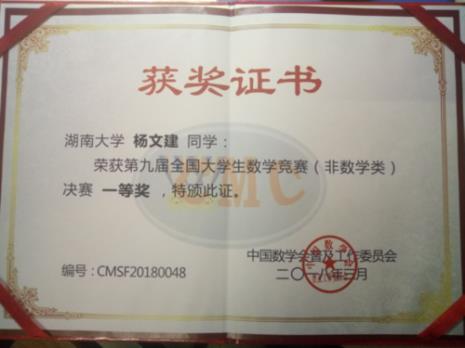 获奖证书
湖南大学 杨文建 同学：
荣获第九届全国大学生数学竞赛（非数学类）
决赛 一等奖 ，特颁此证。
中国数学会普及工作委员会
编号：CMSF20180048
二〇一八年三月